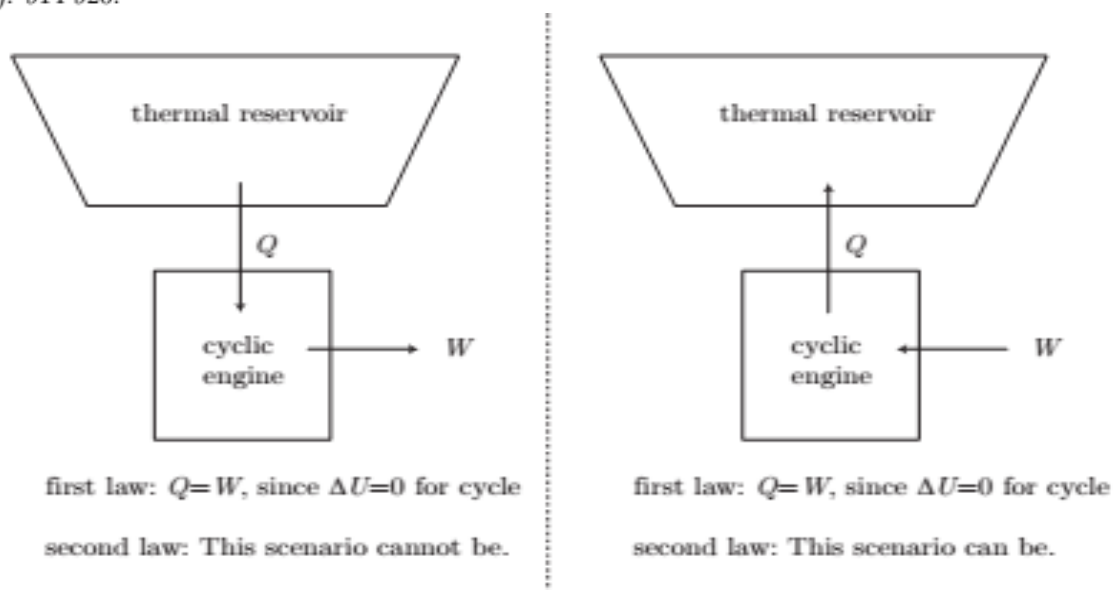 thermal reservoir
Q
cyclic
engine
W
first law: Q=W, since ΔU=0 for cycle
second law: This scenario cannot be.
thermal reservoir
Q
cyclic
engine
W
first law: Q=W, since ΔU=0 for cycle
second law: This scenario can be.